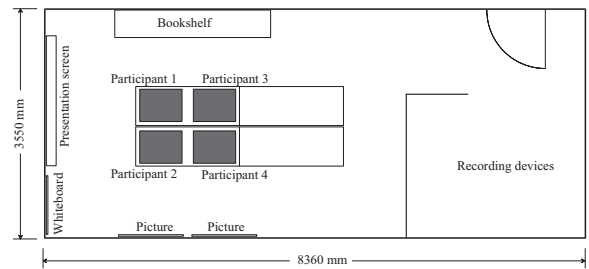 Bookshelf
Participant 1
Participant 3
Presentation screen
3550 mm
Recording devices
Participant 2
Participant 4
Whiteboard
Picture
Picture
8360 mm